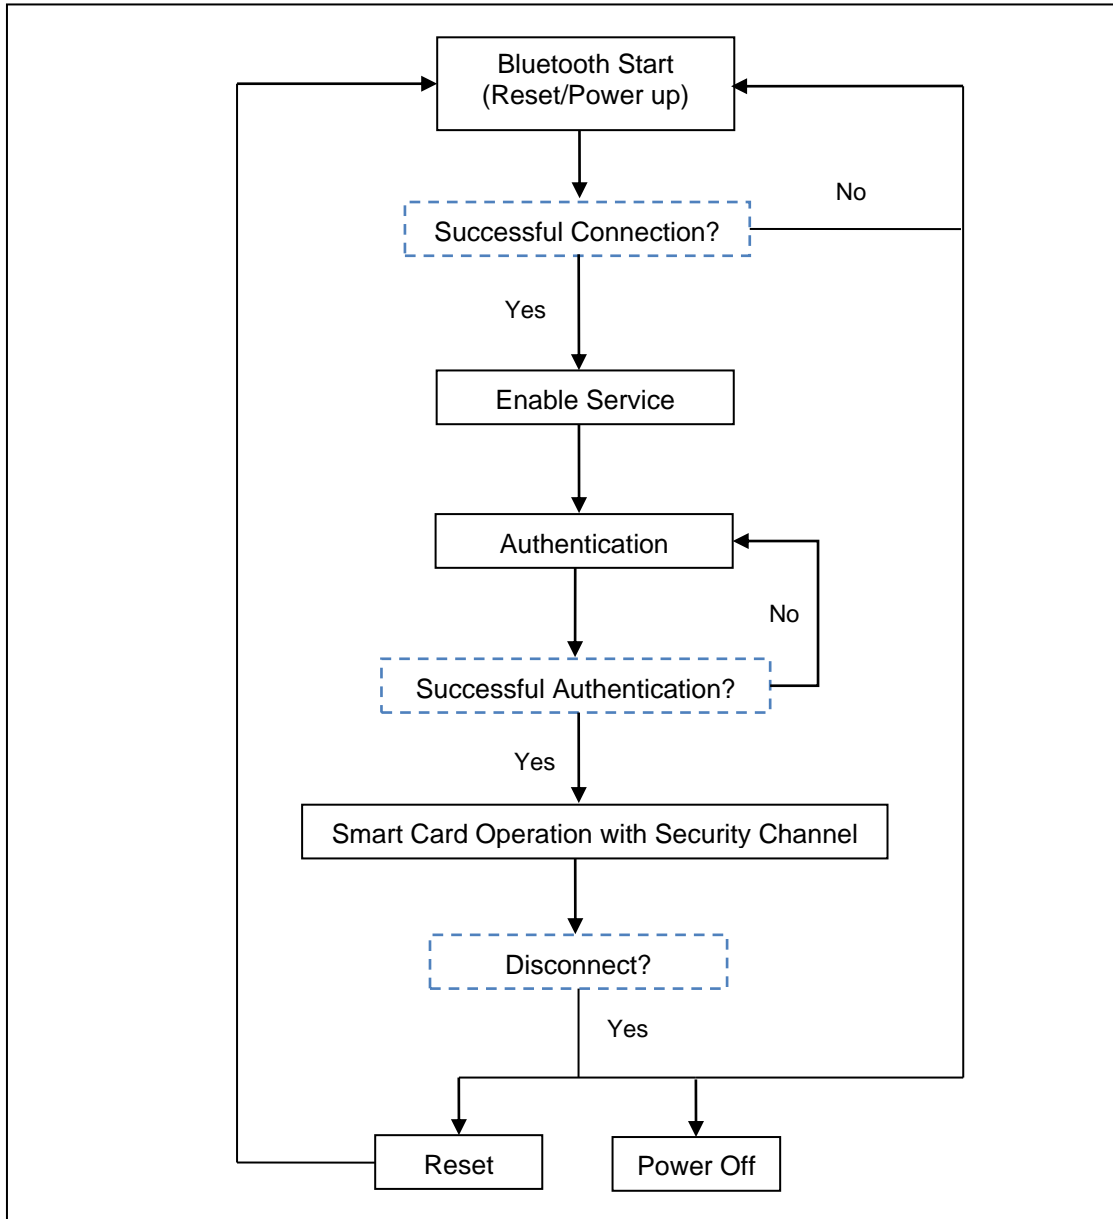 Bluetooth Start
(Reset/Power up)
No
Successful Connection?
Yes
Enable Service
Authentication
No
Successful Authentication?
Yes
Smart Card Operation with Security Channel
Disconnect?
Yes
Reset
Power Off